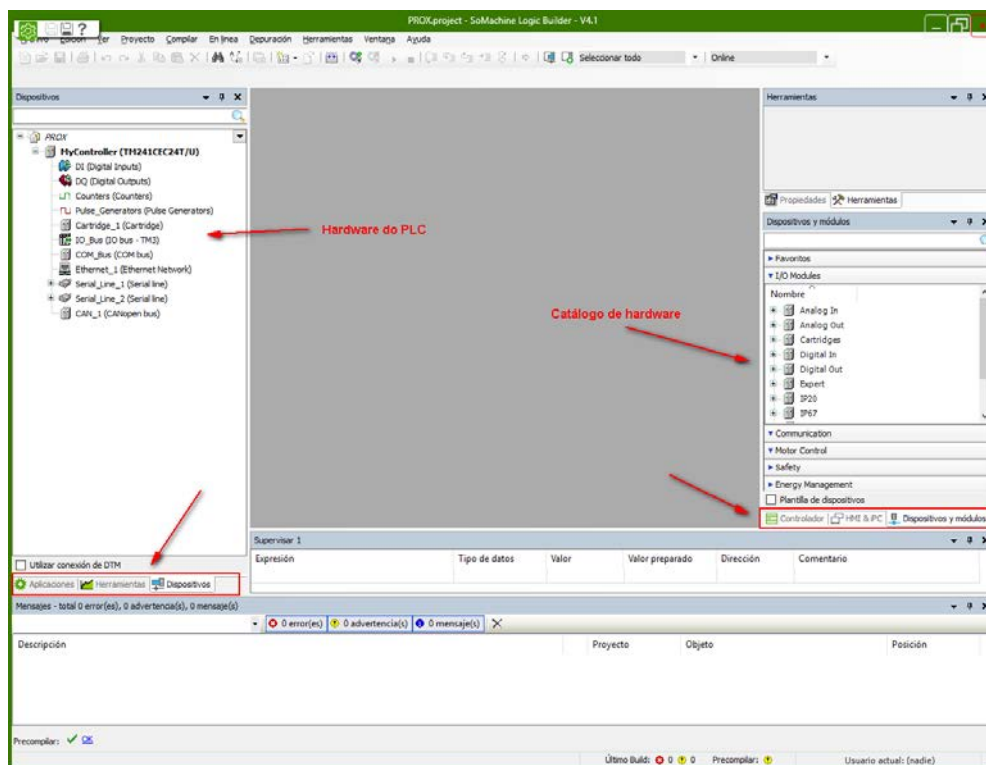 PROX.project - SoMachine Logic Builder - V4.1
Edición Ver Proyecto Compilar En línea Depuración Herramientas Ventana Ayuda
Seleccionar todo Online
Dispositivos
PROX
MyController (TM241CEC24T/U)
DI (Digital Inputs)
DQ (Digital Outputs)
Counters (Counters)
Pulse_Generators (Pulse Generators)
Cartridge_1 (Cartridge)
IO_Bus (IO bus - TM3)
COM_Bus (COM bus)
Ethernet_1 (Ethernet Network)
Serial_Line_1 (Serial line)
Serial_Line_2 (Serial line)
CAN_1 (CANopen bus)
Utilizar conexión de DTM
Aplicaciones Herramientas Dispositivos
Hardware do PLC
Catálogo de hardware
Herramientas
Propiedades Herramientas
Dispositivos y módulos
Favoritos
I/O Modules
Nombre
Analog In
Analog Out
Cartridges
Digital In
Digital Out
Expert
IP20
IP67
Communication
Motor Control
Safety
Energy Management
Plantilla de dispositivos
Controlador HMI & iPC Dispositivos y módulos
Supervisar 1
Expresión Tipo de datos Valor Valor preparado Dirección Comentario
Mensajes - total 0 error(es), 0 advertencia(s), 0 mensaje(s)
0 error(es) 0 advertencia(s) 0 mensaje(s)
Descripción Proyecto Objeto Posición
Precompilar: OK
Último Build: 0 0 Precompilar: Usuario actual: (nadie)